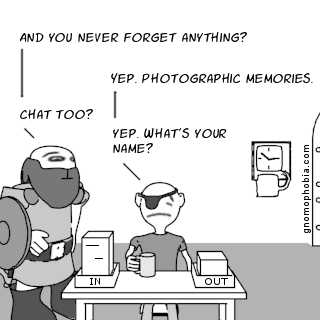 AND YOU NEVER FORGET ANYTHING?
YEP. PHOTOGRAPHIC MEMORIES.
CHAT TOO?
YEP. WHAT'S YOUR
NAME?
gnomophobia.com
IN
OUT